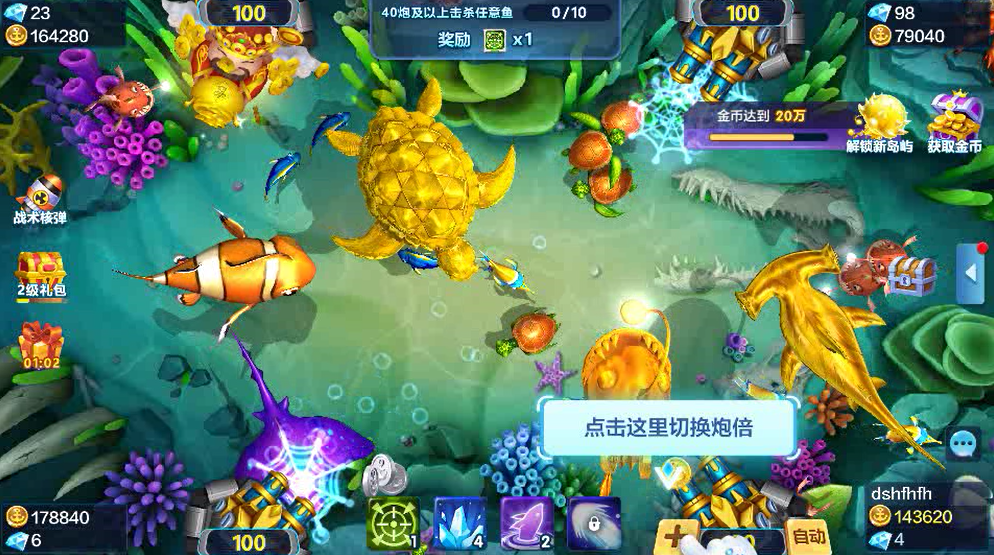 23
164280
100
40炮及以上击杀任意鱼
0/10
奖励
x1
100
98
79040
金币达到 20万
解锁新岛屿
获取金币
战术核弹
2级礼包
01:02
点击这里切换炮倍
178840
6
100
1
4
2
+
自动
dshfhfh
143620
4